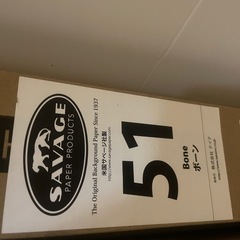 SAVAGE
PAPER PRODUCTS
The Original Background Paper Since 1937
米国サベージ社製
51
Bone
ボーン